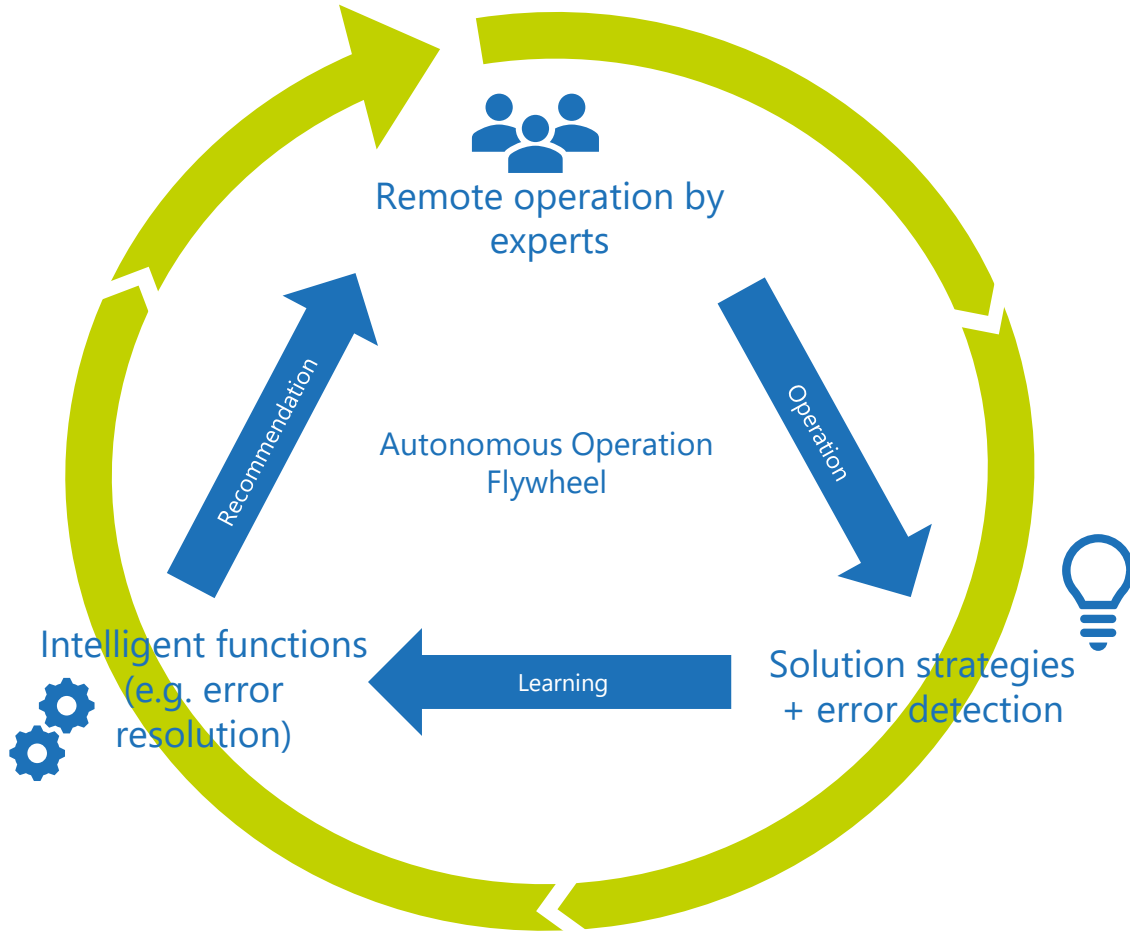 Remote operation by
experts
Recommendation
Operation
Autonomous Operation
Flywheel
Intelligent functions
(e.g. error
resolution)
Learning
Solution strategies
+ error detection